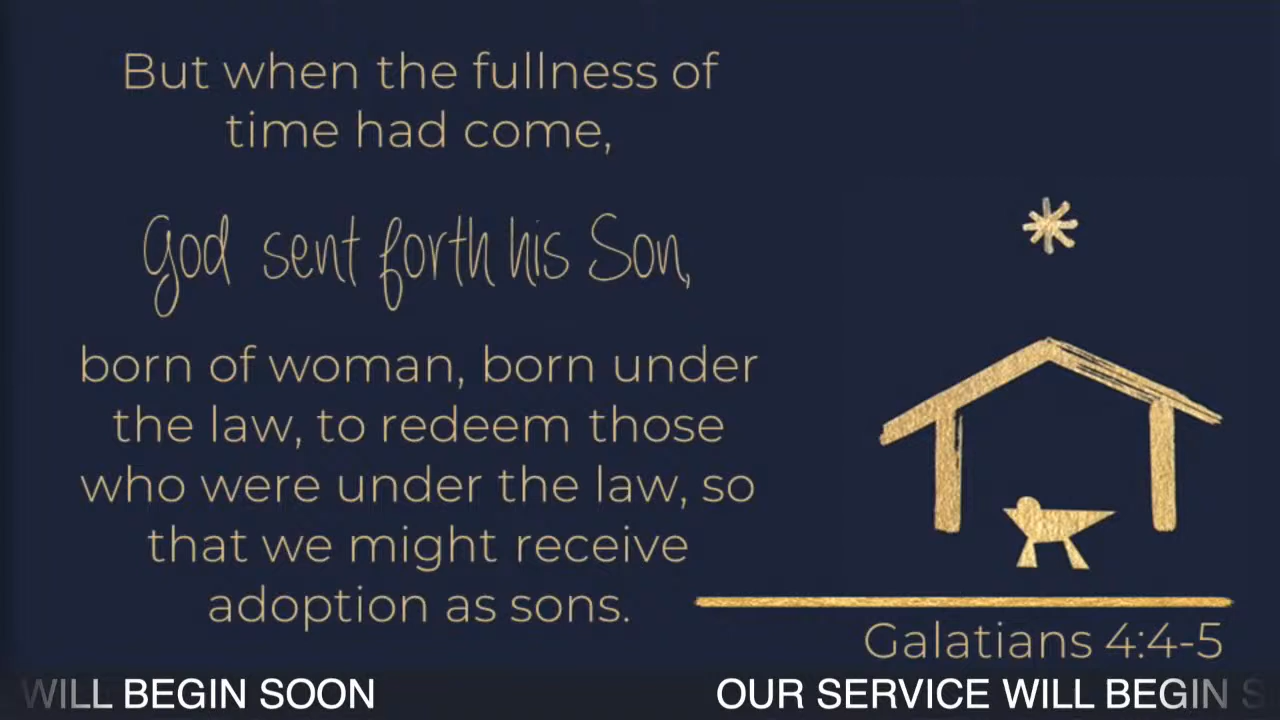 But when the fullness of
time had come,
God sent forth his Son,
born of woman, born under
the law, to redeem those
who were under the law, so
that we might receive
adoption as sons.
Galatians 4:4-5
WILL BEGIN SOON
OUR SERVICE WILL BEGIN S